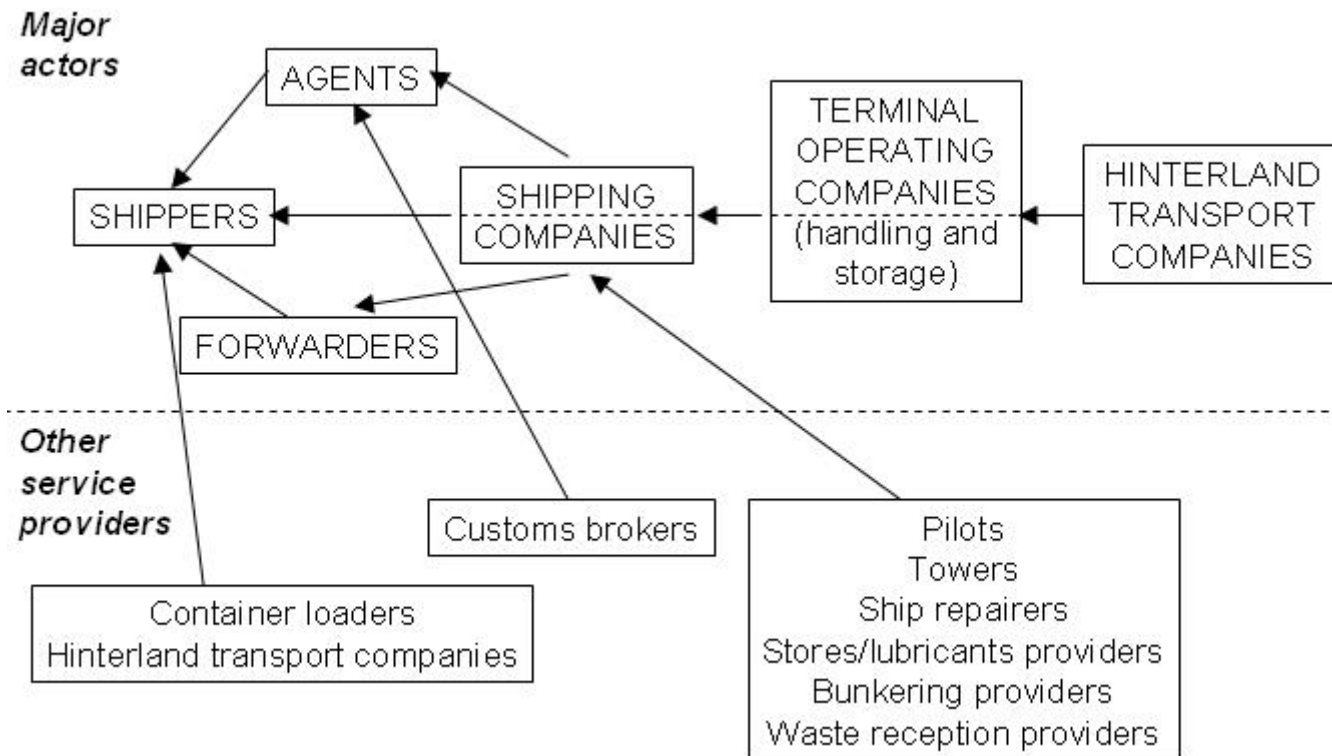 Major
actors
AGENTS
SHIPPERS
FORWARDERS
SHIPPING
COMPANIES
TERMINAL
OPERATING
COMPANIES
(handling and
storage)
HINTERLAND
TRANSPORT
COMPANIES
Other
service
providers
Container loaders
Hinterland transport companies
Customs brokers
Pilots
Towers
Ship repairers
Stores/lubricants providers
Bunkering providers
Waste reception providers